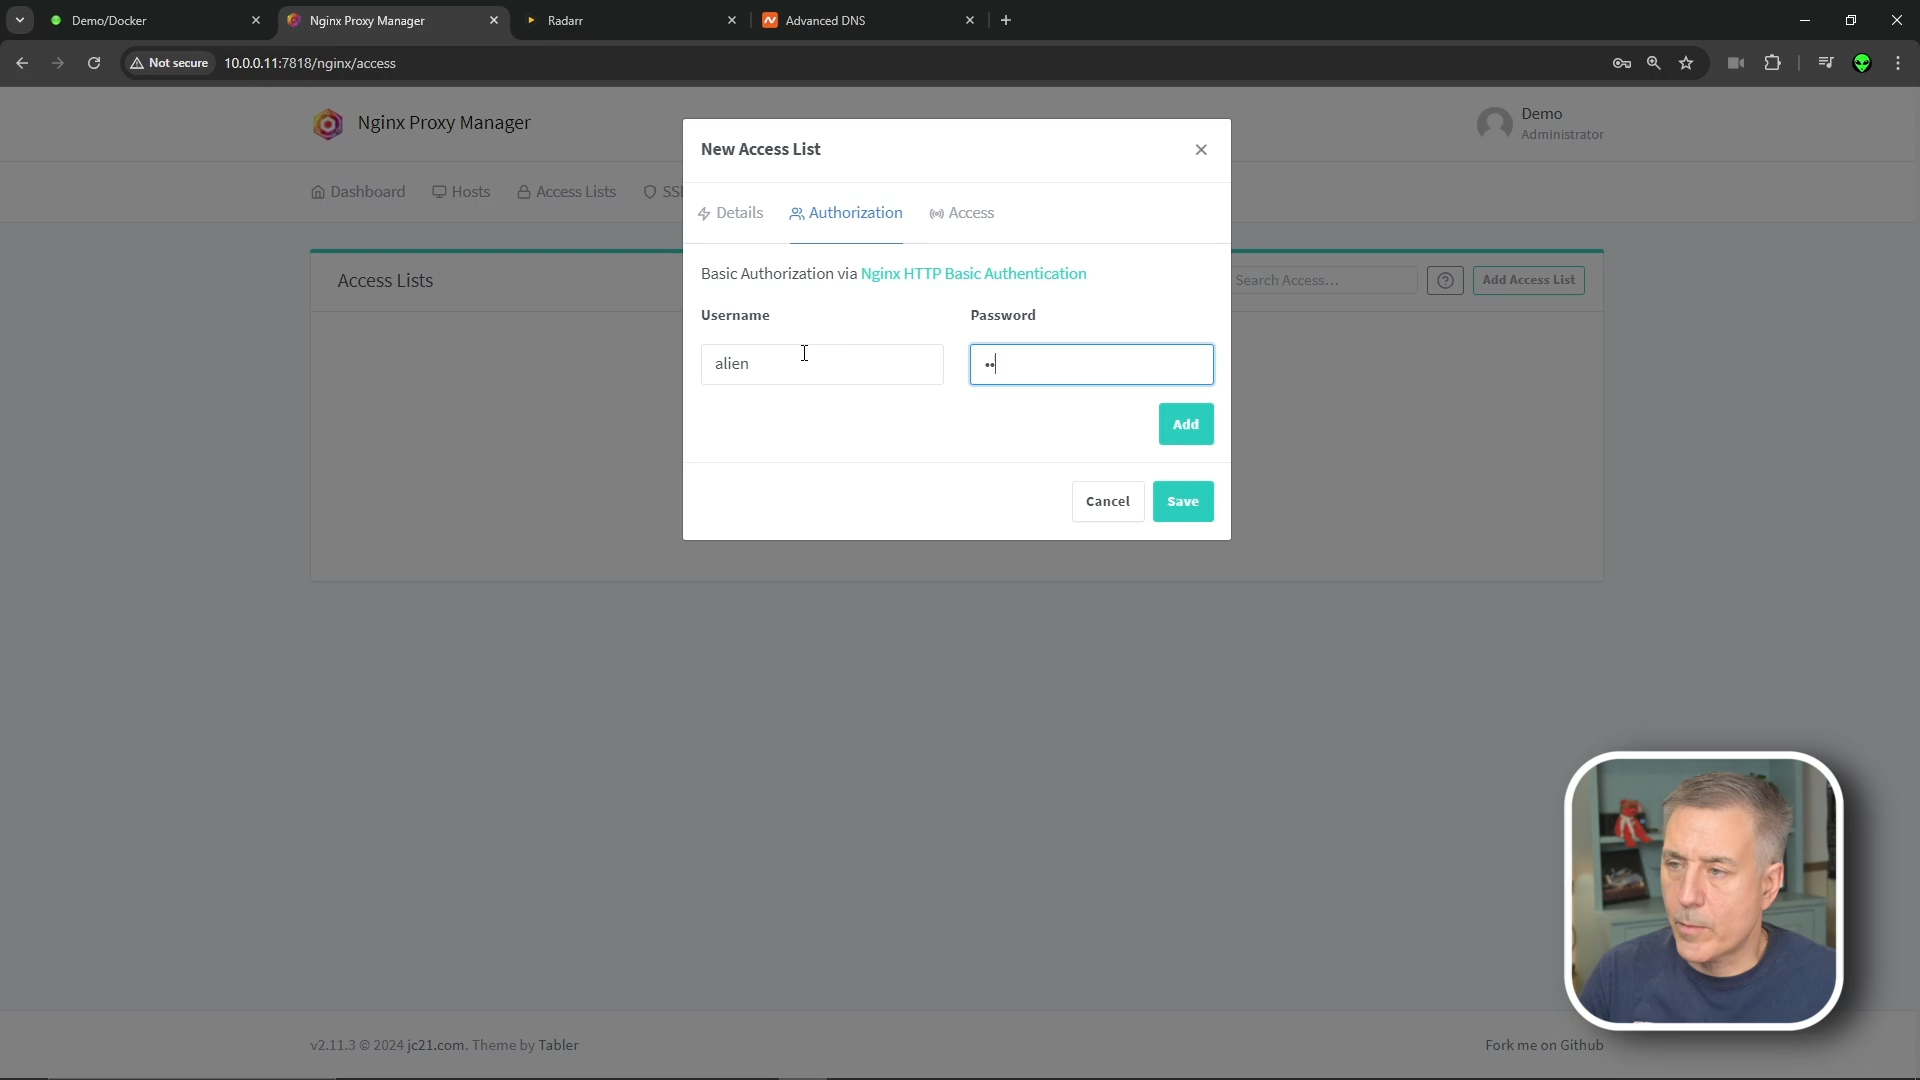 Demo/Docker
Nginx Proxy Manager
Radarr
Advanced DNS
Not secure
10.0.0.11:7818/nginx/access
Nginx Proxy Manager
Demo
Administrator
Dashboard
Hosts
Access Lists
SSL
New Access List
Details
Authorization
Access
Basic Authorization via Nginx HTTP Basic Authentication
Username
Password
alien
••
Add
Cancel
Save
Access Lists
Search Access...
Add Access List
v2.11.3 © 2024 jc21.com. Theme by Tabler
Fork me on Github